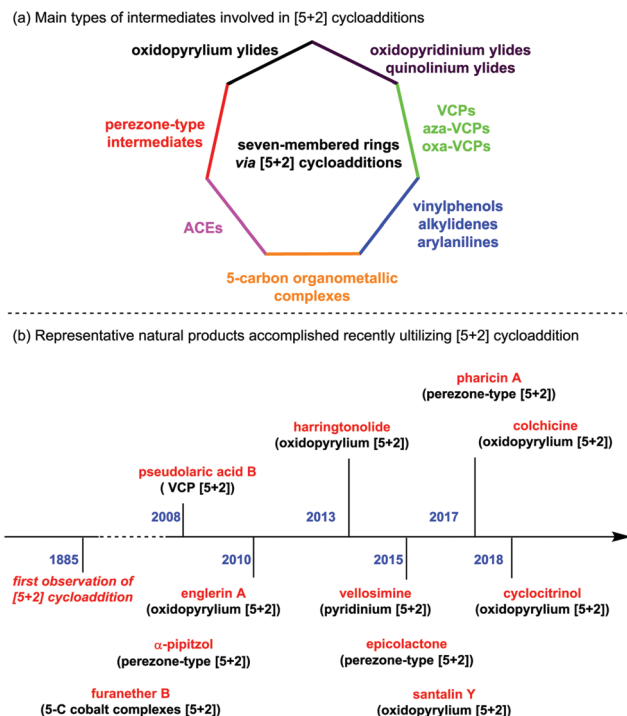 (a) Main types of intermediates involved in [5+2] cycloadditions
oxidopyrylium ylides
oxidopyridinium ylides
quinolinium ylides
perezone-type
intermediates
seven-membered rings
via [5+2] cycloadditions
VCPs
aza-VCPs
oxa-VCPs
ACEs
vinylphenols
alkylidenes
arylanilines
5-carbon organometallic
complexes
(b) Representative natural products accomplished recently ultilizing [5+2] cycloaddition
pharicin A
(perezone-type [5+2])
harringtonolide
(oxidopyrylium [5+2])
colchicine
(oxidopyrylium [5+2])
pseudolaric acid B
( VCP [5+2])
2008
2013
2017
1885
2010
2015
2018
first observation of
[5+2] cycloaddition
englerin A
(oxidopyrylium [5+2])
vellosimine
(pyridinium [5+2])
cyclocitrinol
(oxidopyrylium [5+2])
α-pipitzol
(perezone-type [5+2])
epicolactone
(perezone-type [5+2])
furanether B
(5-C cobalt complexes [5+2])
santalin Y
(oxidopyrylium [5+2])